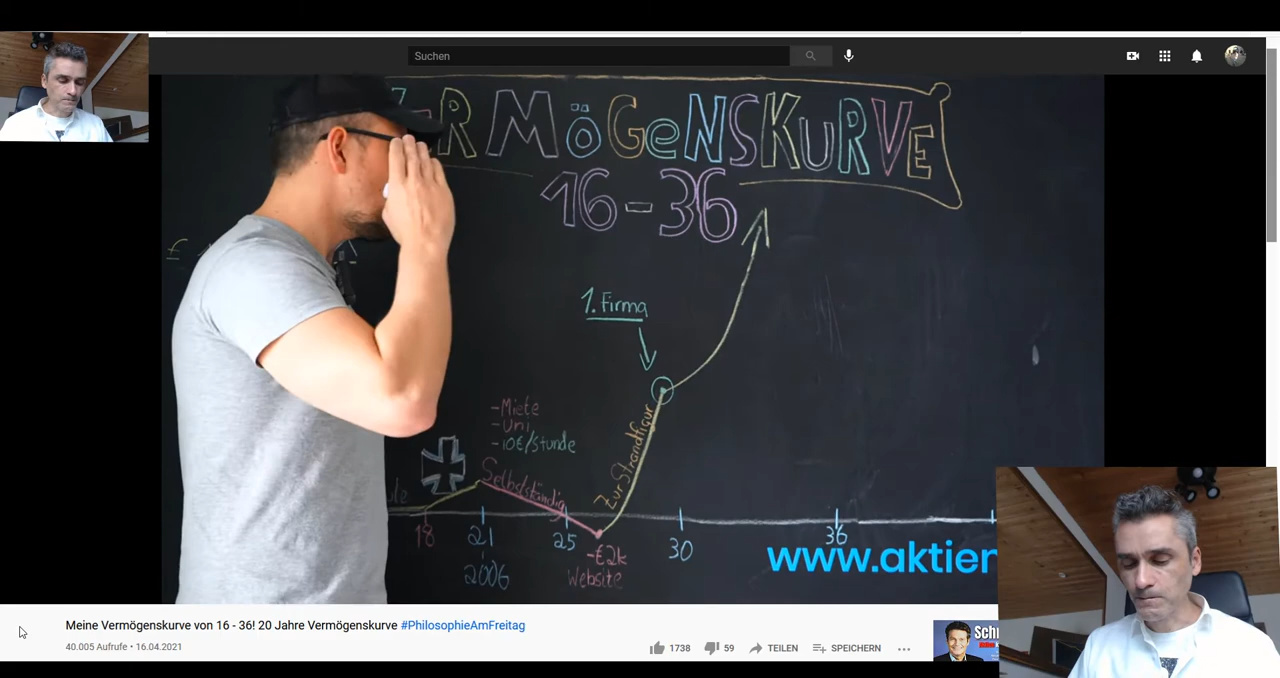 Suchen
ERMöGeNSKURVE
16-36
1. Firma
-Miete
-Uni
-10€/Stunde
Selbstständig
Zur Strandfigur
18
21
25
30
36
2006
-€2k
Website
www.aktien
Meine Vermögenskurve von 16 - 36! 20 Jahre Vermögenskurve #PhilosophieAmFreitag
40.005 Aufrufe • 16.04.2021
1738
59
TEILEN
SPEICHERN